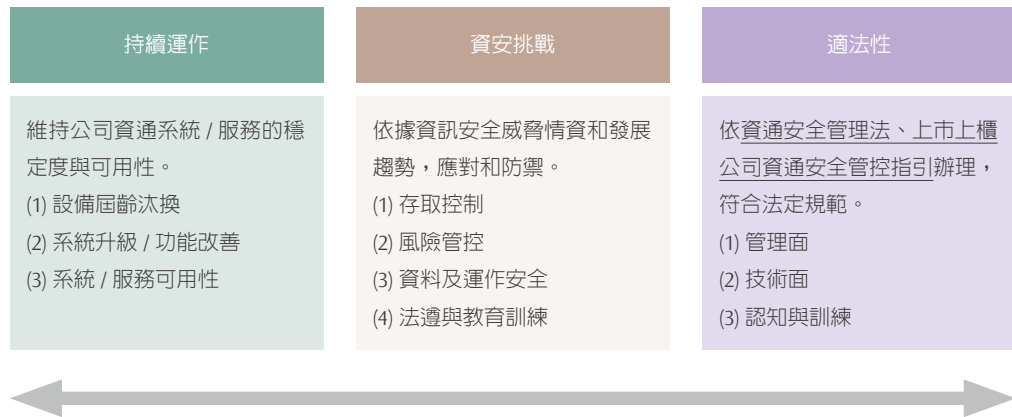 持續運作
維持公司資通系統 / 服務的穩
定度與可用性。
(1) 設備屆齡汰換
(2) 系統升級 / 功能改善
(3) 系統 / 服務可用性
資安挑戰
依據資訊安全威脅情資和發展
趨勢，應對和防禦。
(1) 存取控制
(2) 風險管控
(3) 資料及運作安全
(4) 法遵與教育訓練
適法性
依資通安全管理法、上市上櫃
公司資通安全管控指引辦理，
符合法定規範。
(1) 管理面
(2) 技術面
(3) 認知與訓練